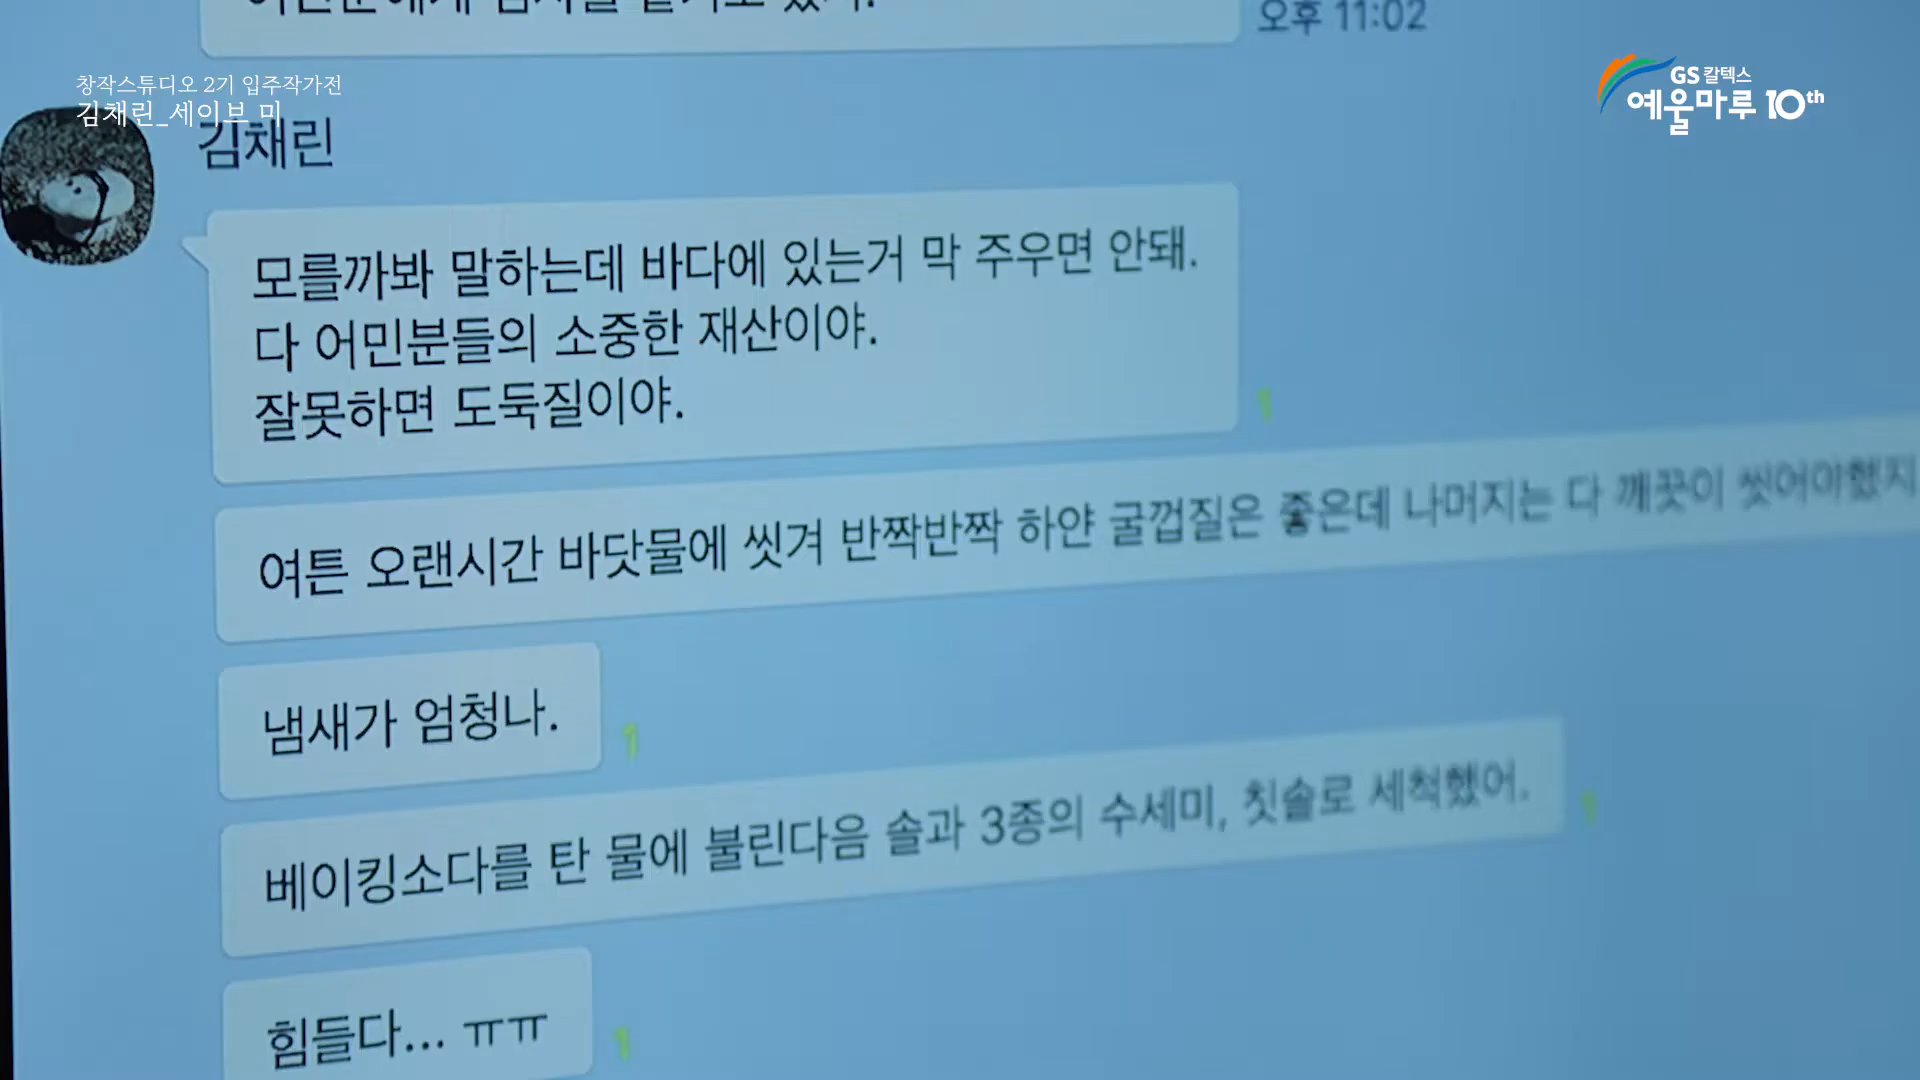 오후 11:02
창작스튜디오 2기 입주작가전
김채린_세이브 미
GS칼텍스
예울마루 10th
김채린
모를까봐 말하는데 바다에 있는거 막 주우면 안돼.
다 어민분들의 소중한 재산이야.
잘못하면 도둑질이야.
1
여튼 오랜시간 바닷물에 씻겨 반짝반짝 하얀 굴껍질은 좋은데 나머지는 다 깨끗이 씻어야했지
냄새가 엄청나.
1
베이킹소다를 탄 물에 불린다음 솔과 3종의 수세미, 칫솔로 세척했어.
1
힘들다... ㅠㅠ
1